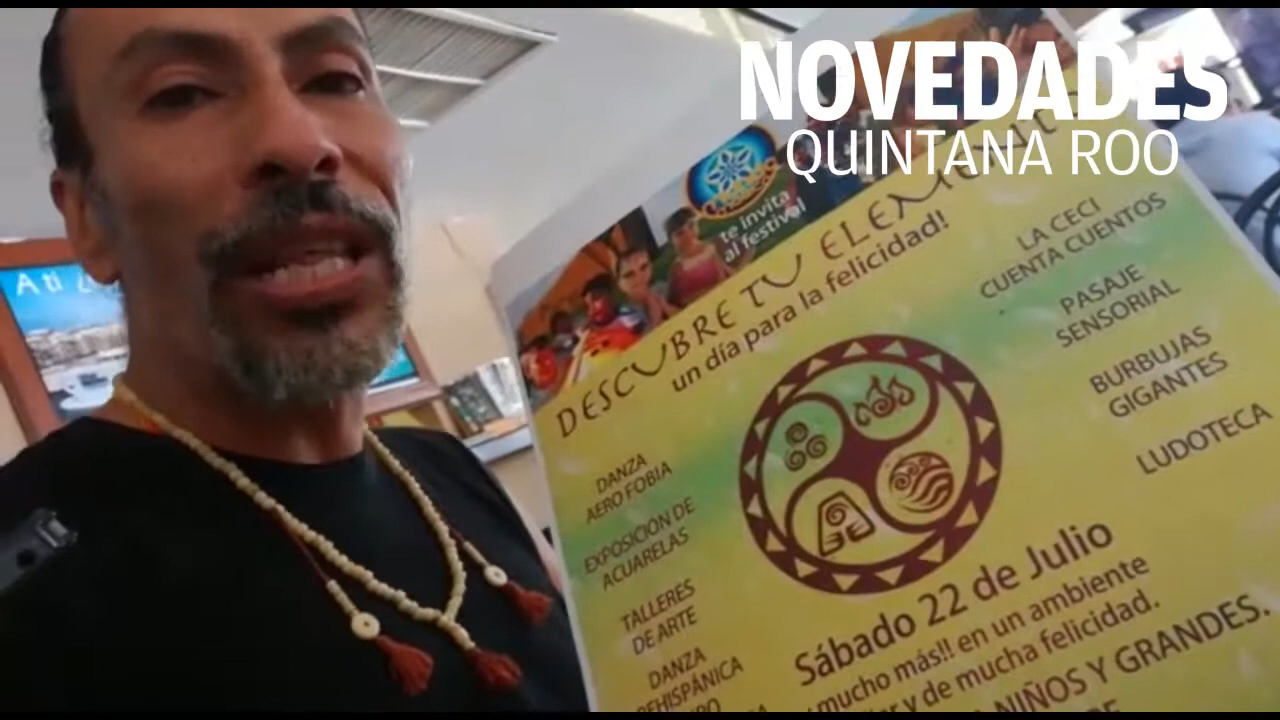 NOVEDADES
QUINTANA ROO
te invita
al festival
DESCUBRE TU ELEMENTO
un día para la felicidad!
LA CECI
CUENTA CUENTOS
PASAJE
SENSORIAL
BURBUJAS
GIGANTES
LUDOTECA
DANZA
AERO FOBIA
EXPOSICION DE
ACUARELAS
TALLERES
DE ARTE
DANZA
Sábado 22 de Julio
mucho más!! en un ambiente
y de mucha felicidad.
NIÑOS Y GRANDES.